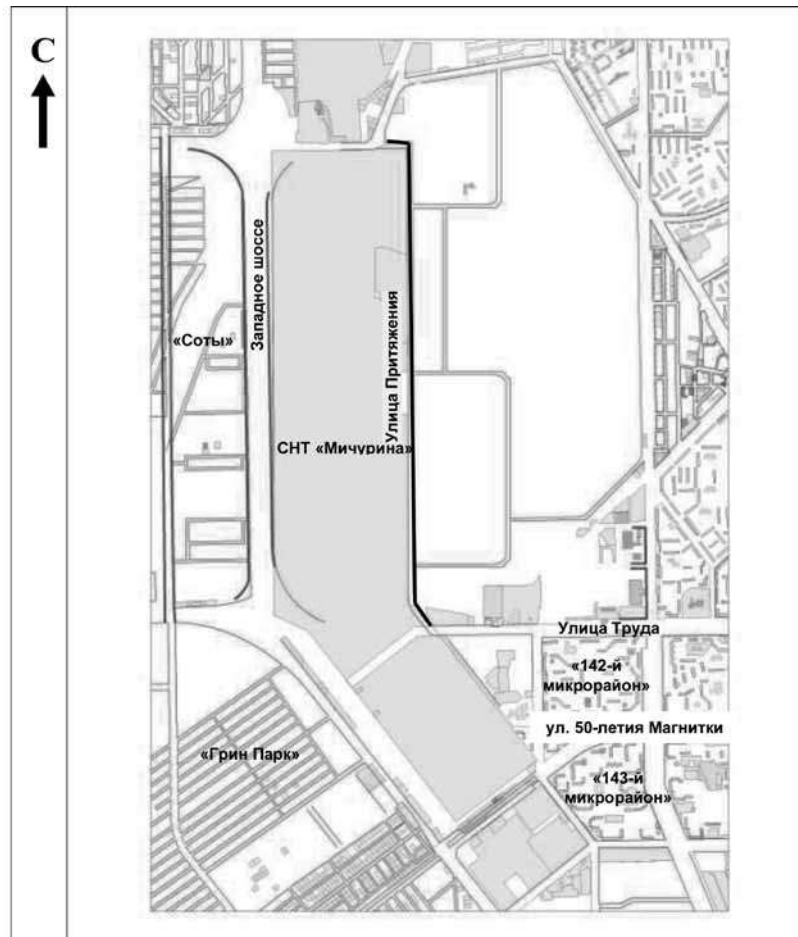 С
Западное шоссе
«Соты»
Улица Притяжения
СНТ «Мичурина»
Улица Труда
«142-й
микрорайон»
ул. 50-летия Магнитки
«Грин Парк»
«143-й
микрорайон»